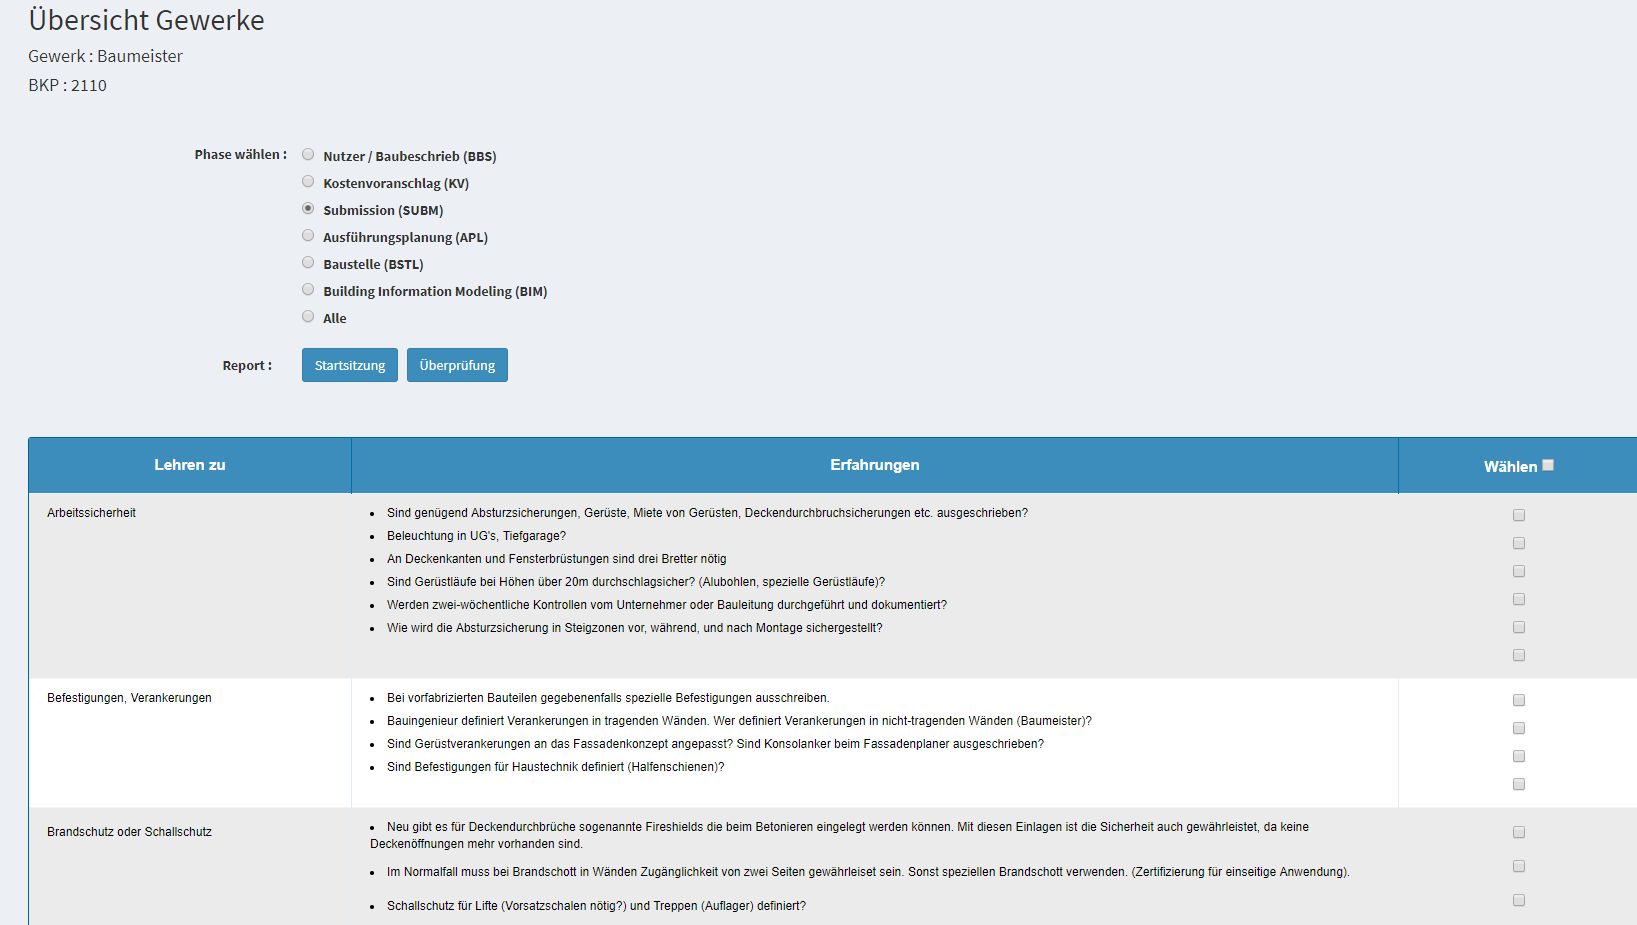 Übersicht Gewerke
Gewerk : Baumeister
BKP : 2110
Phase wählen :
Nutzer / Baubeschrieb (BBS)
Kostenvoranschlag (KV)
Submission (SUBM)
Ausführungsplanung (APL)
Baustelle (BSTL)
Building Information Modeling (BIM)
Alle
Report :
Startsitzung
Überprüfung
Lehren zu
Erfahrungen
Wählen
Arbeitssicherheit
• Sind genügend Absturzsicherungen, Gerüste, Miete von Gerüsten, Deckendurchbruchsicherungen etc. ausgeschrieben?
• Beleuchtung in UG's, Tiefgarage?
• An Deckenkanten und Fensterbrüstungen sind drei Bretter nötig
• Sind Gerüstläufe bei Höhen über 20m durchschlagsicher? (Alubohlen, spezielle Gerüstläufe)?
• Werden zwei-wöchentliche Kontrollen vom Unternehmer oder Bauleitung durchgeführt und dokumentiert?
• Wie wird die Absturzsicherung in Steigzonen vor, während, und nach Montage sichergestellt?
Befestigungen, Verankerungen
• Bei vorfabrizierten Bauteilen gegebenenfalls spezielle Befestigungen ausschreiben.
• Bauingenieur definiert Verankerungen in tragenden Wänden. Wer definiert Verankerungen in nicht-tragenden Wänden (Baumeister)?
• Sind Gerüstverankerungen an das Fassadenkonzept angepasst? Sind Konsolanker beim Fassadenplaner ausgeschrieben?
• Sind Befestigungen für Haustechnik definiert (Halfenschienen)?
Brandschutz oder Schallschutz
• Neu gibt es für Deckendurchbrüche sogenannte Fireshields die beim Betonieren eingelegt werden können. Mit diesen Einlagen ist die Sicherheit auch gewährleistet, da keine
Deckenöffnungen mehr vorhanden sind.
• Im Normalfall muss bei Brandschott in Wänden Zugänglichkeit von zwei Seiten gewährleiset sein. Sonst speziellen Brandschott verwenden. (Zertifizierung für einseitige Anwendung).
• Schallschutz für Lifte (Vorsatzschalen nötig?) und Treppen (Auflager) definiert?